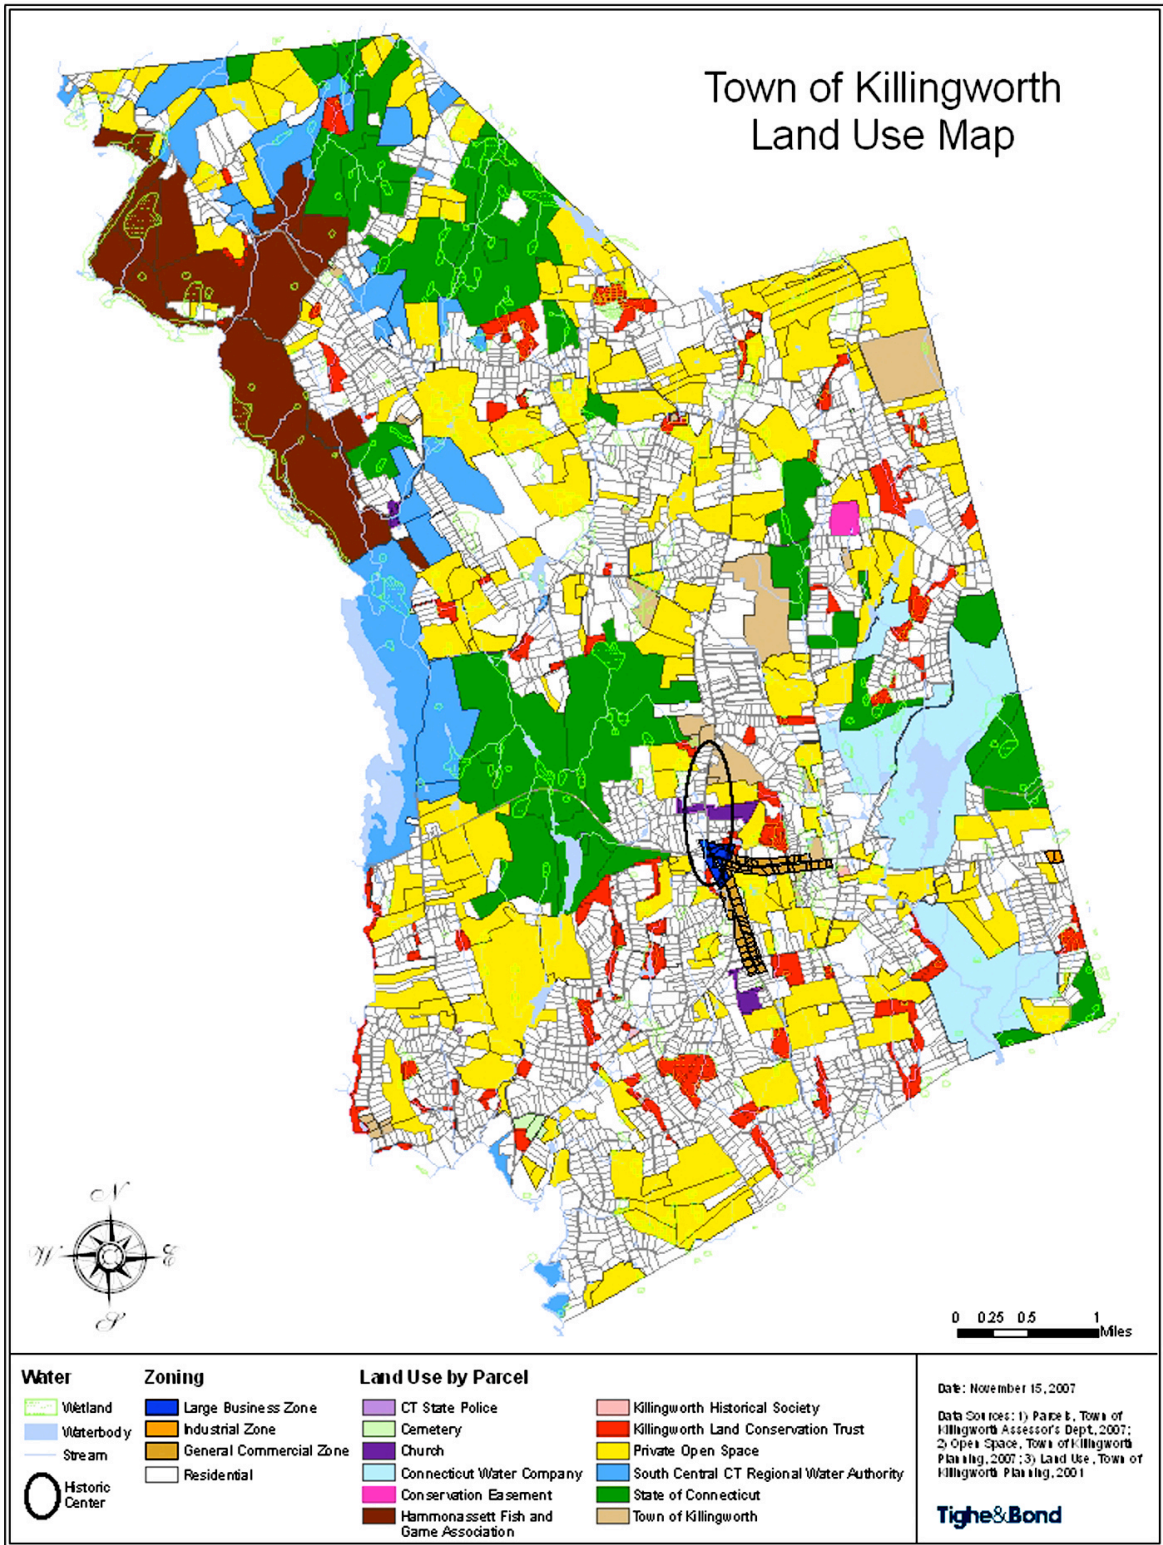 Town of Killingworth
Land Use Map
N
W
E
S
0 0.25 0.5 1
Miles
Water
Wetland
Waterbody
Stream
Historic
Center
Zoning
Large Business Zone
Industrial Zone
General Commercial Zone
Residential
Land Use by Parcel
CT State Police
Cemetery
Church
Connecticut Water Company
Conservation Easement
Hammonassett Fish and
Game Association
Killingworth Historical Society
Killingworth Land Conservation Trust
Private Open Space
South Central CT Regional Water Authority
State of Connecticut
Town of Killingworth
Date: November 15, 2007
Data Sources: 1) Parcels, Town of
Killingworth Assessor's Dept., 2007;
2) Open Space, Town of Killingworth
Planning, 2007; 3) Land Use, Town of
Killingworth Planning, 2001
Tighe&Bond